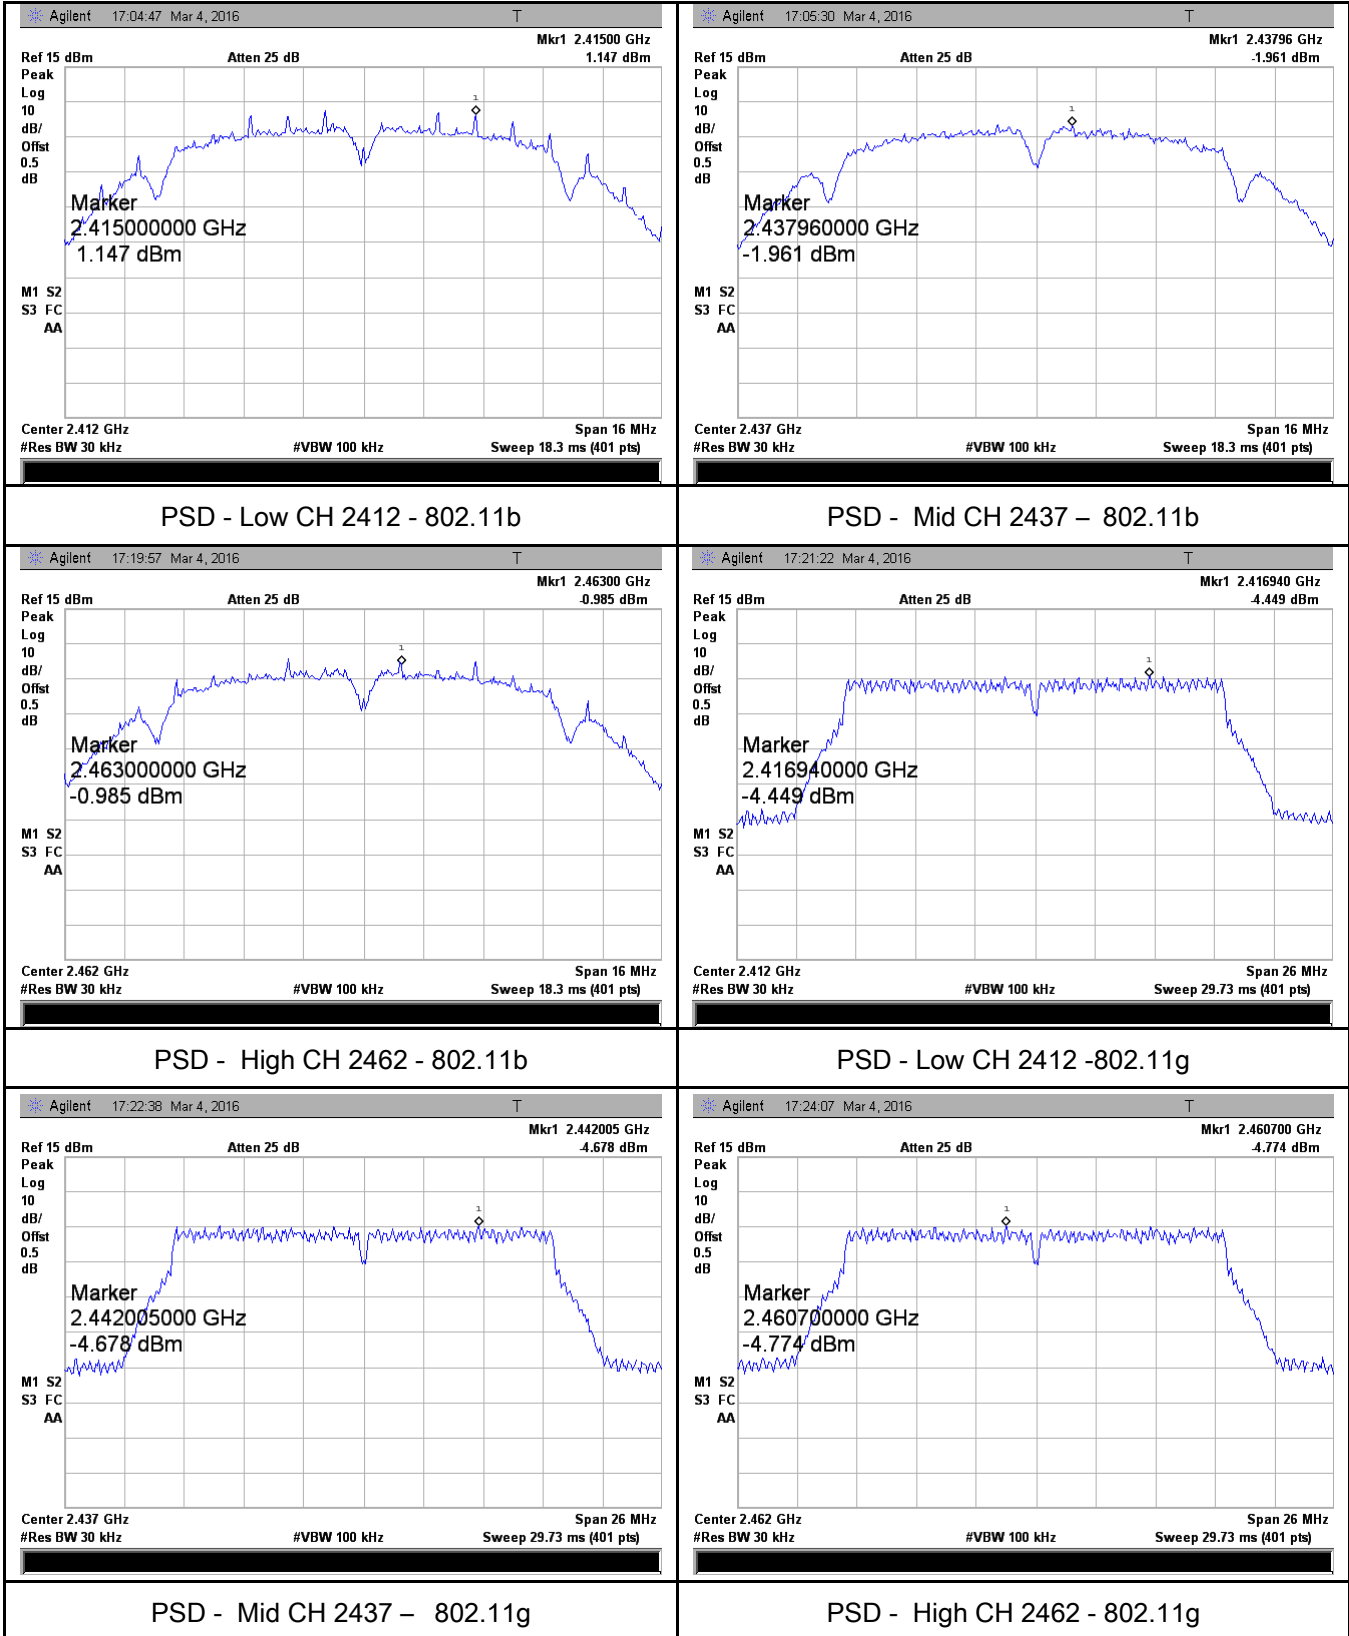 Agilent 17:04:47 Mar 4, 2016 T
Mkr1 2.41500 GHz
Ref 15 dBm Atten 25 dB 1.147 dBm
Peak
Log
10
dB/
Offst
0.5
dB
1
Marker
2.415000000 GHz
1.147 dBm
M1 S2
S3 FC
AA
Center 2.412 GHz Span 16 MHz
#Res BW 30 kHz #VBW 100 kHz Sweep 18.3 ms (401 pts)
PSD - Low CH 2412 - 802.11b
Agilent 17:05:30 Mar 4, 2016 T
Mkr1 2.43796 GHz
Ref 15 dBm Atten 25 dB -1.961 dBm
Peak
Log
10
dB/
Offst
0.5
dB
1
Marker
2.437960000 GHz
-1.961 dBm
M1 S2
S3 FC
AA
Center 2.437 GHz Span 16 MHz
#Res BW 30 kHz #VBW 100 kHz Sweep 18.3 ms (401 pts)
PSD - Mid CH 2437 – 802.11b
Agilent 17:19:57 Mar 4, 2016 T
Mkr1 2.46300 GHz
Ref 15 dBm Atten 25 dB -0.985 dBm
Peak
Log
10
dB/
Offst
0.5
dB
1
Marker
2.463000000 GHz
-0.985 dBm
M1 S2
S3 FC
AA
Center 2.462 GHz Span 16 MHz
#Res BW 30 kHz #VBW 100 kHz Sweep 18.3 ms (401 pts)
PSD - High CH 2462 - 802.11b
Agilent 17:21:22 Mar 4, 2016 T
Mkr1 2.416940 GHz
Ref 15 dBm Atten 25 dB -4.449 dBm
Peak
Log
10
dB/
Offst
0.5
dB
1
Marker
2.416940000 GHz
-4.449 dBm
M1 S2
S3 FC
AA
Center 2.412 GHz Span 26 MHz
#Res BW 30 kHz #VBW 100 kHz Sweep 29.73 ms (401 pts)
PSD - Low CH 2412 -802.11g
Agilent 17:22:38 Mar 4, 2016 T
Mkr1 2.442005 GHz
Ref 15 dBm Atten 25 dB -4.678 dBm
Peak
Log
10
dB/
Offst
0.5
dB
1
Marker
2.442005000 GHz
-4.678 dBm
M1 S2
S3 FC
AA
Center 2.437 GHz Span 26 MHz
#Res BW 30 kHz #VBW 100 kHz Sweep 29.73 ms (401 pts)
PSD - Mid CH 2437 – 802.11g
Agilent 17:24:07 Mar 4, 2016 T
Mkr1 2.460700 GHz
Ref 15 dBm Atten 25 dB -4.774 dBm
Peak
Log
10
dB/
Offst
0.5
dB
1
Marker
2.460700000 GHz
-4.774 dBm
M1 S2
S3 FC
AA
Center 2.462 GHz Span 26 MHz
#Res BW 30 kHz #VBW 100 kHz Sweep 29.73 ms (401 pts)
PSD - High CH 2462 - 802.11g